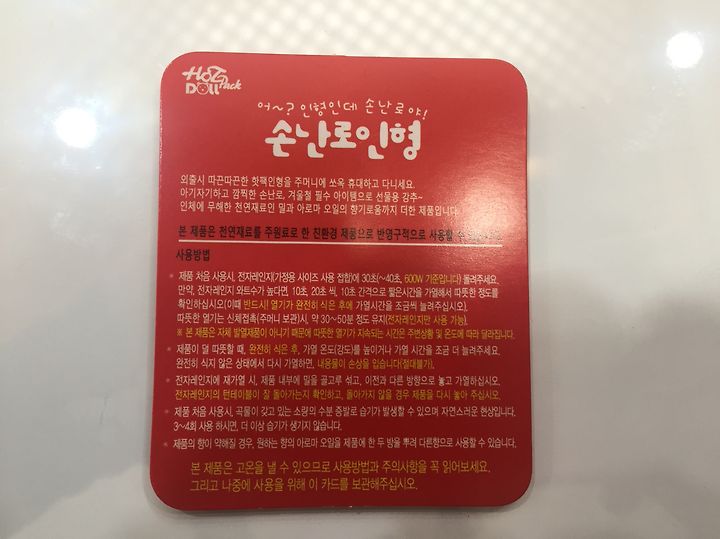 HOT
DOLL Pack
어~? 인형인데 손난로야!
손난로인형
외출시 따끈따끈한 핫팩인형을 주머니에 쏘옥 휴대하고 다니세요.
아기자기하고 깜찍한 손난로, 겨울철 필수 아이템으로 선물용 강추~
인체에 무해한 천연재료인 밀과 아로마 오일의 향기로움까지 더한 제품입니다.
본 제품은 천연재료를 주원료로 한 친환경 제품으로 반영구적으로 사용할 수
사용방법
* 제품 처음 사용시, 전자레인지(가정용 사이즈 사용 접합)에 30초(~40초, 600W 기준입니다) 돌려주세요.
만약, 전자레인지 와트수가 높다면, 10초, 20초 씩, 10초 간격으로 짧은시간을 가열해서 따뜻한 정도를
확인하십시오(이때 반드시! 열기가 완전히 식은 후에 가열시간을 조금씩 늘려주십시오).
따뜻한 열기는 신체접촉(주머니 보관)시, 약 30~50분 정도 유지(전자레인지만 사용 가능).
※ 본 제품은 자체 발열제품이 아니기 때문에 따뜻한 열기가 지속되는 시간은 주변상황 및 온도에 따라 달라집니다.
* 제품이 덜 따뜻할 때, 완전히 식은 후, 가열 온도(강도)를 높이거나 가열 시간을 조금 더 늘려주세요.
완전히 식지 않은 상태에서 다시 가열하면, 내용물이 손상을 입습니다(절대불가).
* 전자레인지에 재가열 시, 제품 내부에 밀을 골고루 섞고, 이전과 다른 방향으로 놓고 가열하십시오.
전자레인지의 턴테이블이 잘 돌아가는지 확인하고, 돌아가지 않을 경우 제품을 다시 놓아 주십시오.
* 제품 처음 사용시, 곡물이 갖고 있는 소량의 수분 증발로 습기가 발생할 수 있으며 자연스러운 현상입니다.
3~4회 사용 하시면, 더 이상 습기가 생기지 않습니다.
* 제품의 향이 약해질 경우, 원하는 향의 아로마 오일을 제품에 한 두 방울 뿌려 다른향으로 사용할 수 있습니다.
본 제품은 고온을 낼 수 있으므로 사용방법과 주의사항을 꼭 읽어보세요.
그리고 나중에 사용을 위해 이 카드를 보관해주십시오.